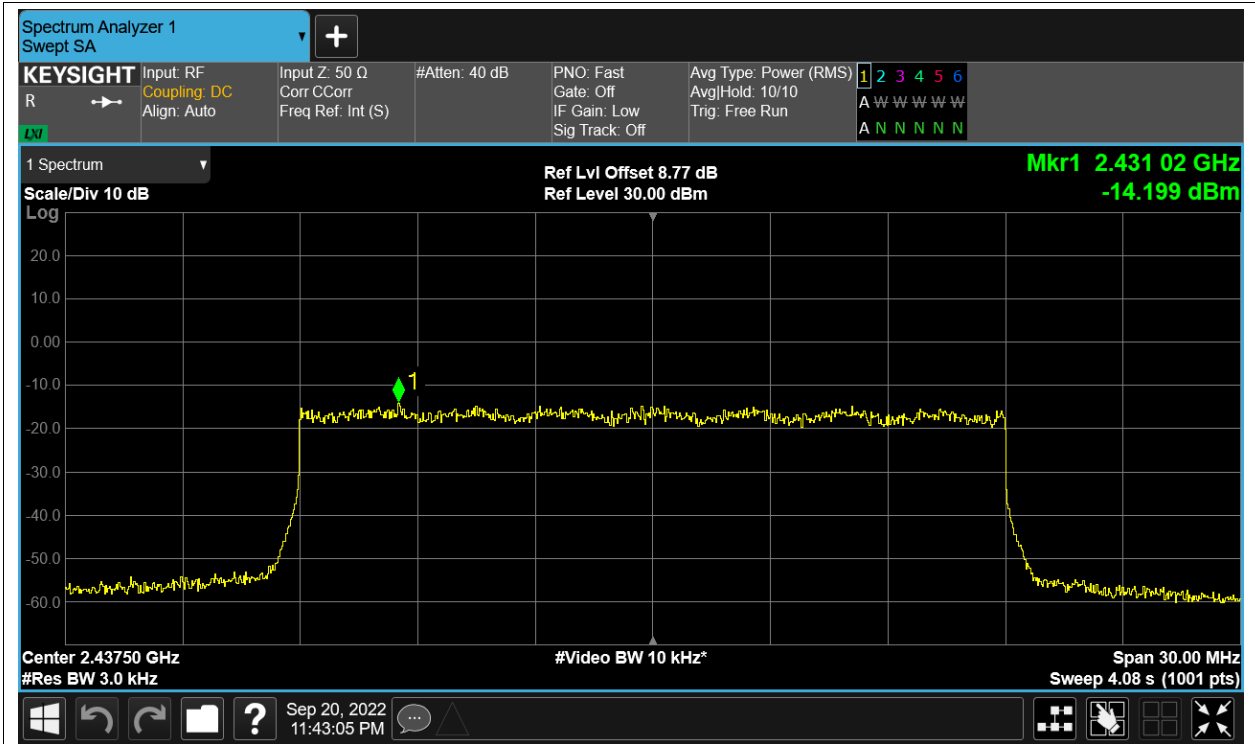 Spectrum Analyzer 1
Swept SA
+
KEYSIGHT
R
LXI
Input: RF
Coupling: DC
Align: Auto
Input Z: 50 Ω
Corr CCorr
Freq Ref: Int (S)
#Atten: 40 dB
PNO: Fast
Gate: Off
IF Gain: Low
Sig Track: Off
Avg Type: Power (RMS)
Avg|Hold: 10/10
Trig: Free Run
1 2 3 4 5 6
A W W W W W
A N N N N N
1 Spectrum
Scale/Div 10 dB
Log
Ref Lvl Offset 8.77 dB
Ref Level 30.00 dBm
Mkr1 2.431 02 GHz
-14.199 dBm
20.0
10.0
0.00
-10.0
1
-20.0
-30.0
-40.0
-50.0
-60.0
Center 2.43750 GHz
#Video BW 10 kHz*
Span 30.00 MHz
#Res BW 3.0 kHz
Sweep 4.08 s (1001 pts)
?
Sep 20, 2022
11:43:05 PM